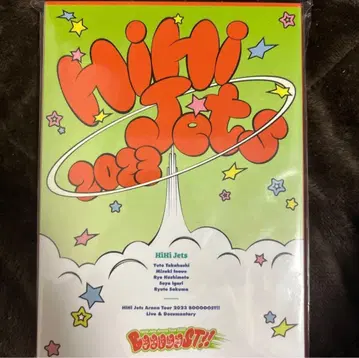 HiHi
Jets
2023
HiHi Jets
Yuto Takahashi
Mizuki Inoue
Ryo Hashimoto
Soya Igari
Ryuto Sakuma
HiHi Jets Arena Tour 2023 BOOOOOST!!
Live & Documentary
BOOOOOST!!